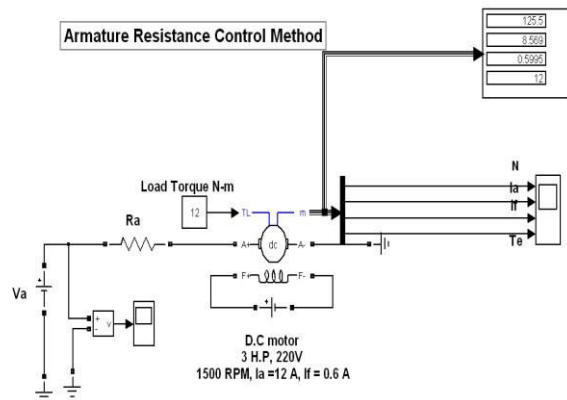 Armature Resistance Control Method
125.5
8.569
0.5995
12
Load Torque N-m
12
TL
m
N
Ia
If
Te
Ra
A+
dc
A-
F+
F-
Va
+
-
v
D.C motor
3 H.P, 220V
1500 RPM, Ia =12 A, If = 0.6 A